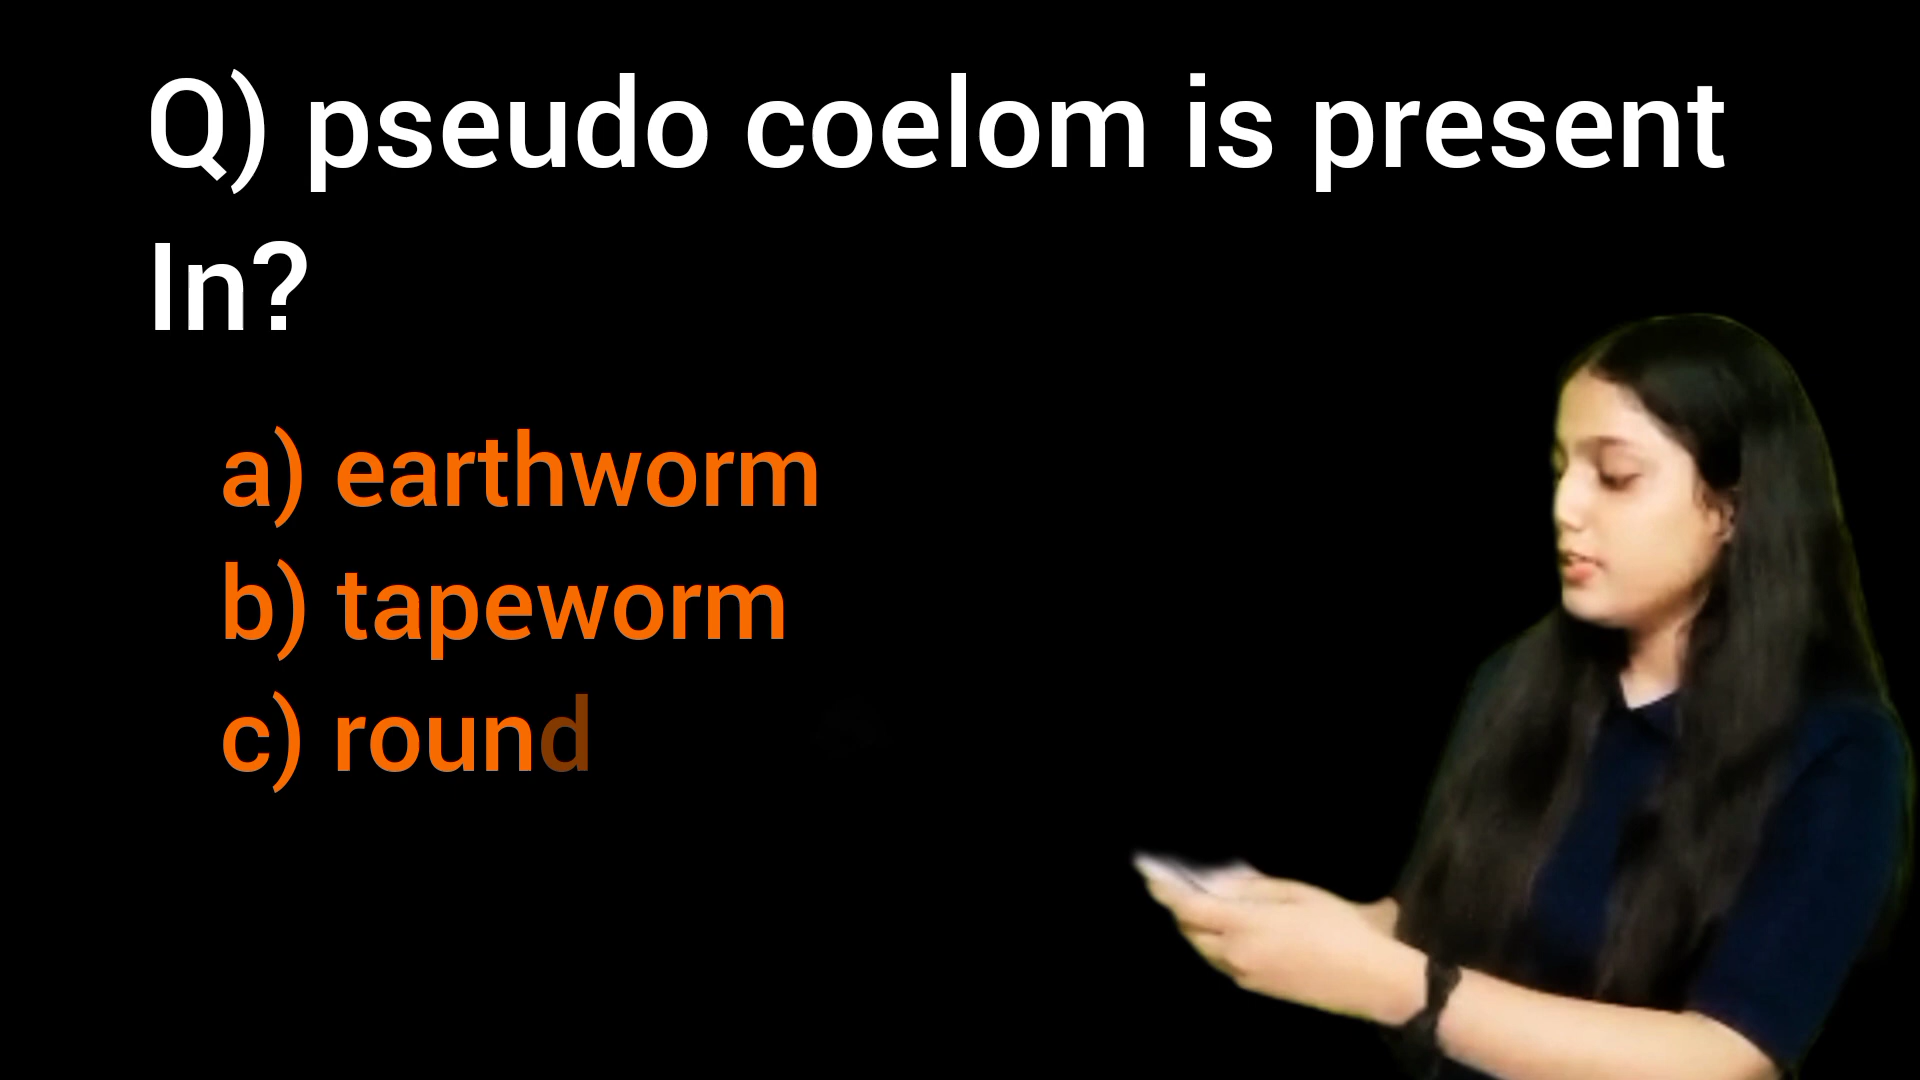 Q) pseudo coelom is present
In?
a) earthworm
b) tapeworm
c) round